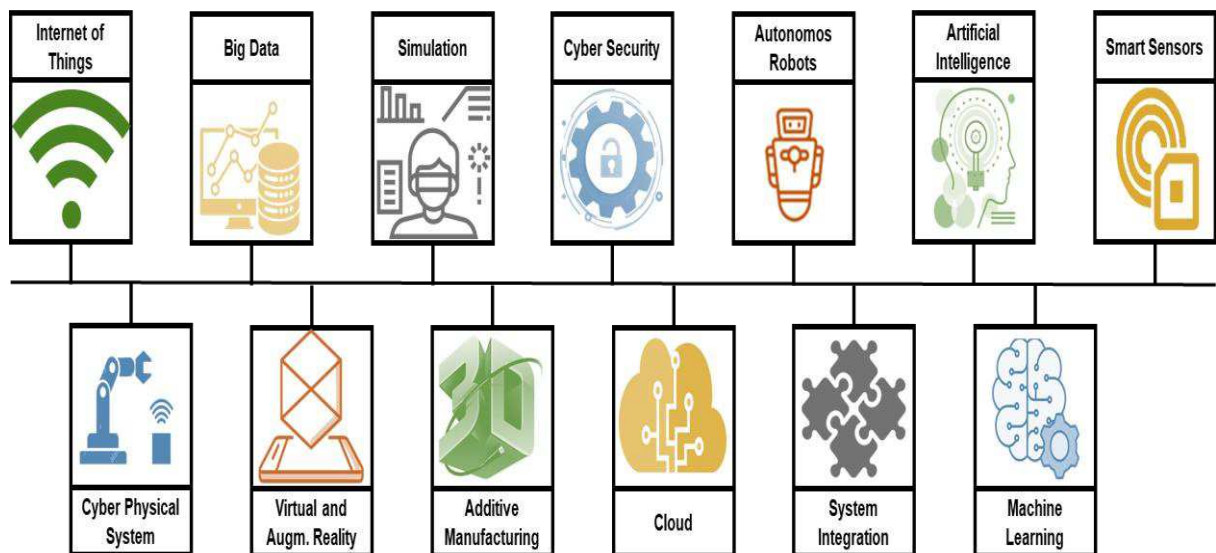 Internet of
Things
Big Data
Simulation
Cyber Security
Autonomos
Robots
Artificial
Intelligence
Smart Sensors
3D
Cyber Physical
System
Virtual and
Augm. Reality
Additive
Manufacturing
Cloud
System
Integration
Machine
Learning